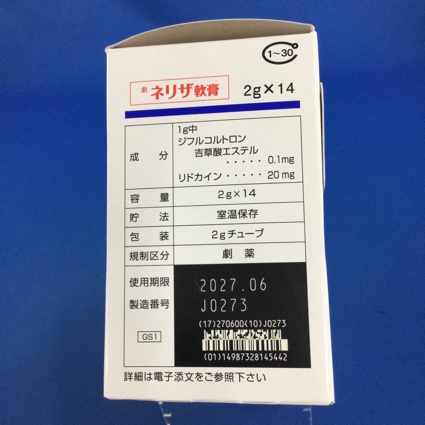 1~30°
劇 ネリザ軟膏 2g×14
成分 1g中
ジフルコルトロン
吉草酸エステル
・・・・・ 0.1mg
リドカイン・・・・・ 20mg
容量 2g×14
貯法 室温保存
包装 2gチューブ
規制区分 劇薬
使用期限 2027.06
製造番号 J0273
(17)270600(10)J0273
GS1
(01)14987328145442
詳細は電子添文をご参照下さい